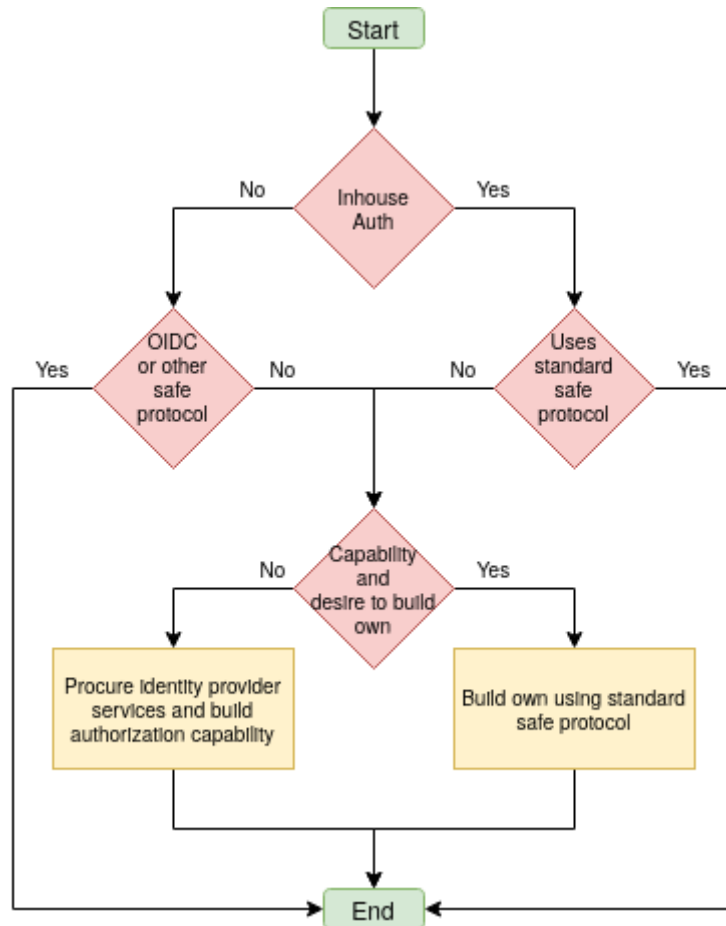 Start
No
Yes
Inhouse
Auth
Yes
OIDC
or other
safe
protocol
No
No
Uses
standard
safe
protocol
Yes
No
Capability
and
desire to build
own
Yes
Procure identity provider
services and build
authorization capability
Build own using standard
safe protocol
End